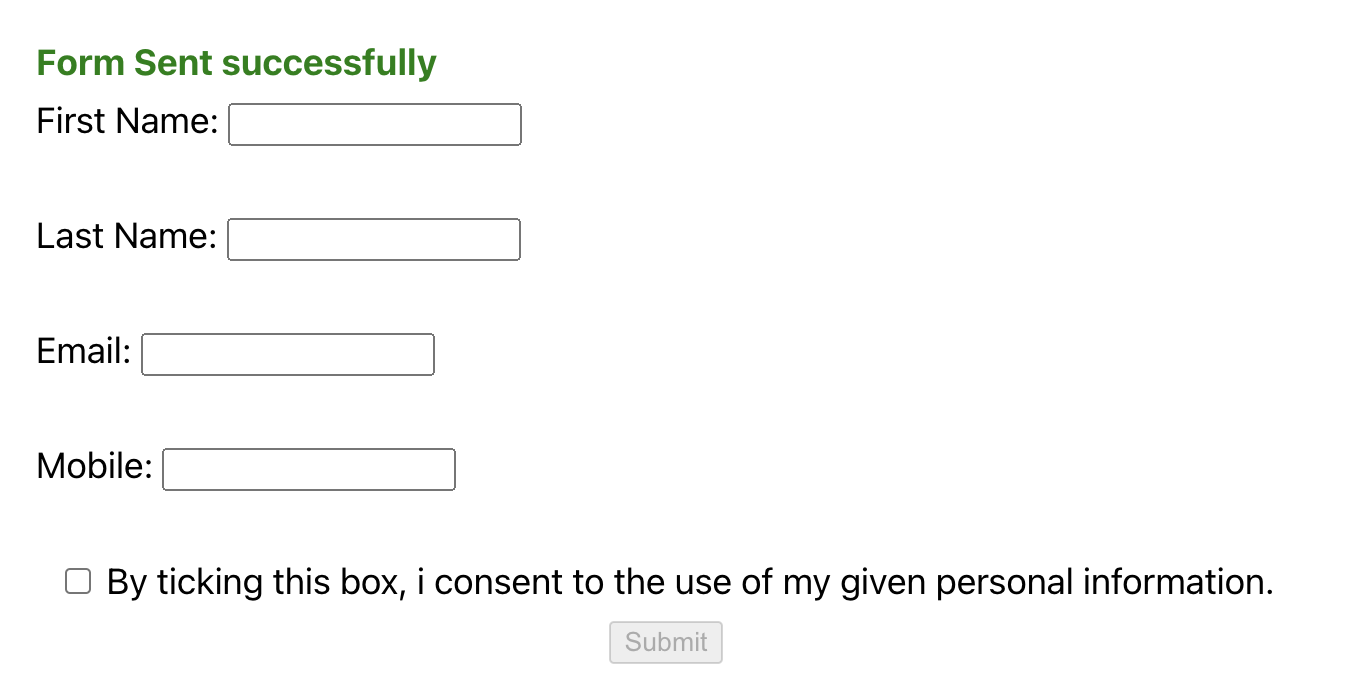 Form Sent successfully
First Name:
Last Name:
Email:
Mobile:
By ticking this box, i consent to the use of my given personal information.
Submit